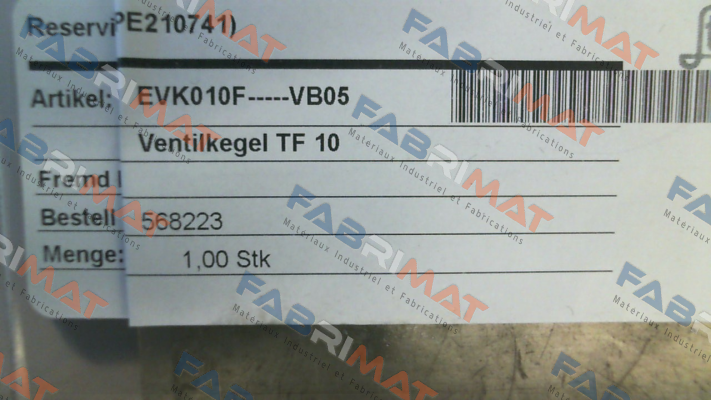 Reservi PE210741)
Artikel: EVK010F-----VB05
Ventilkegel TF 10
Fremd
Bestell 568223
Menge: 1,00 Stk
FABRIMAT
Materiaux Industriel et Fabrications